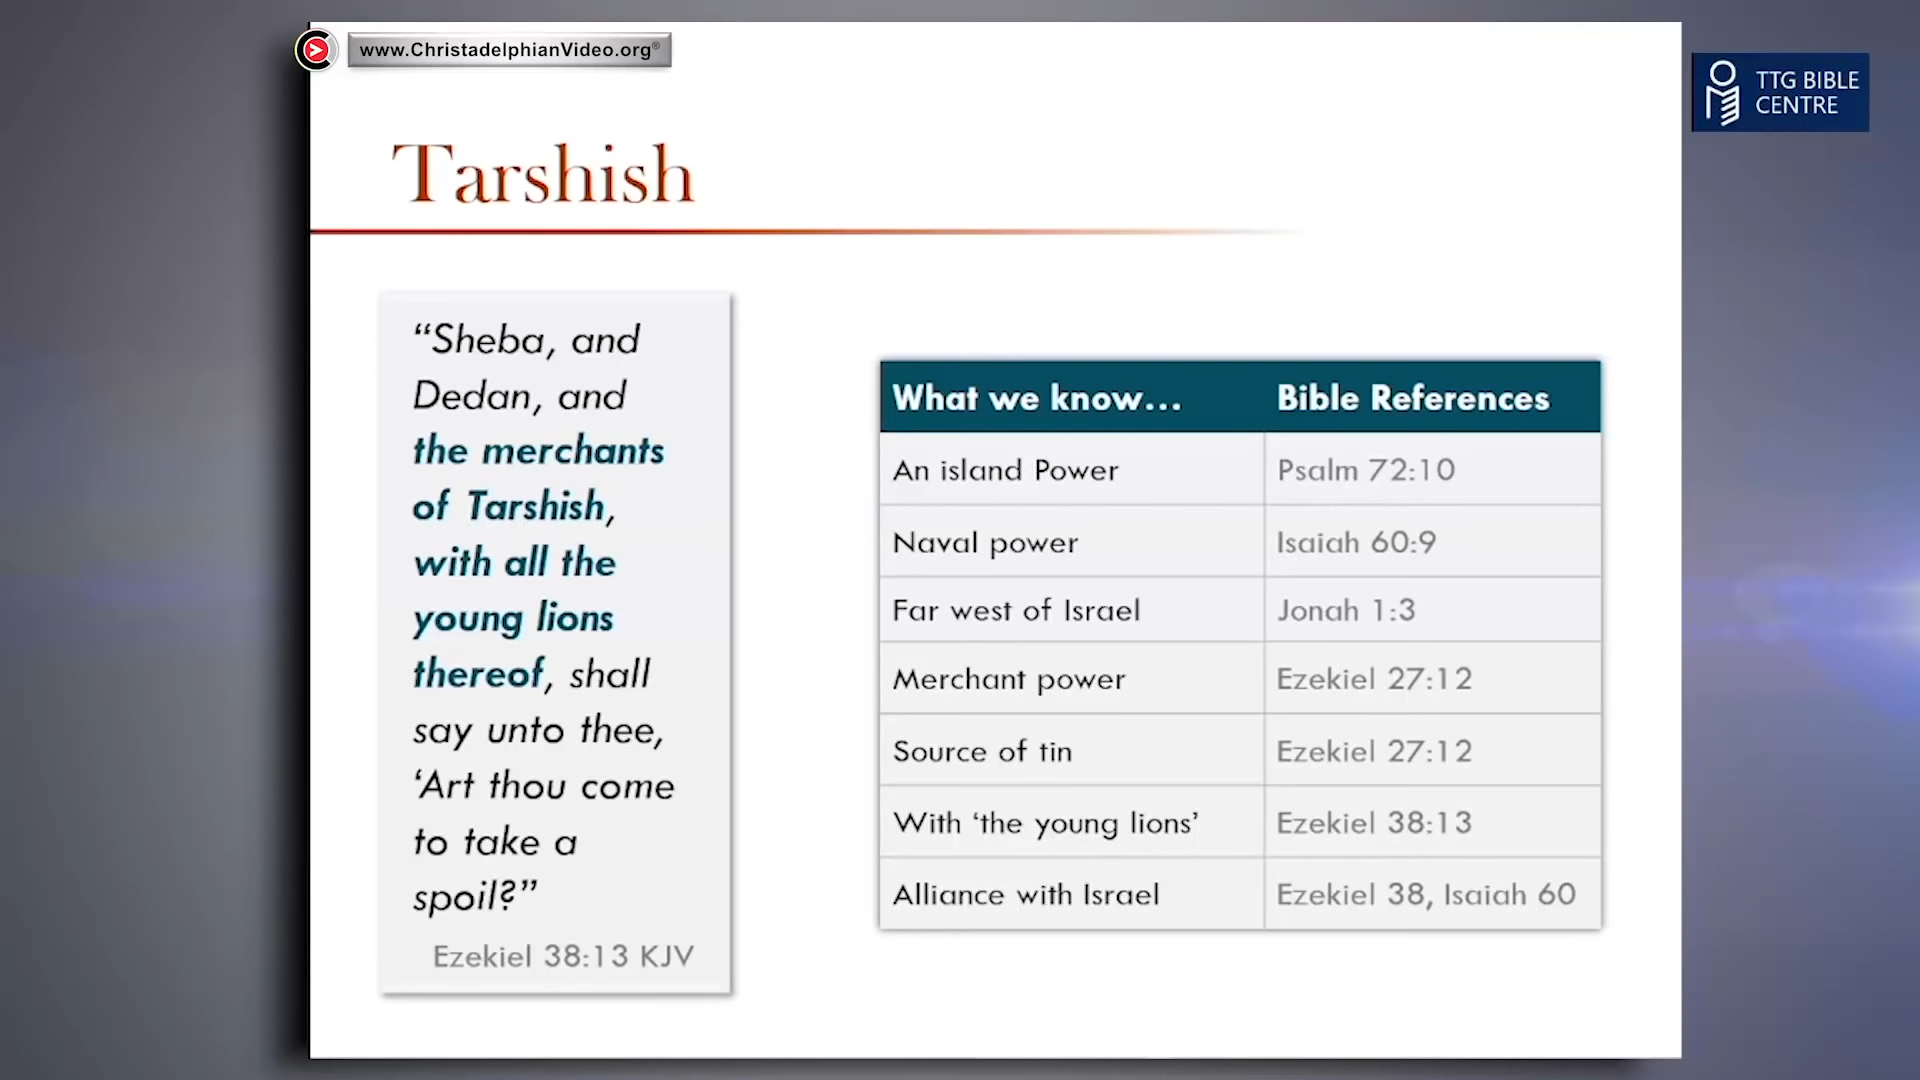 www.ChristadelphianVideo.org®
TTG BIBLE
CENTRE
Tarshish
“Sheba, and
Dedan, and
the merchants
of Tarshish,
with all the
young lions
thereof, shall
say unto thee,
‘Art thou come
to take a
spoil?”
Ezekiel 38:13 KJV
What we know... Bible References
An island Power Psalm 72:10
Naval power Isaiah 60:9
Far west of Israel Jonah 1:3
Merchant power Ezekiel 27:12
Source of tin Ezekiel 27:12
With ‘the young lions’ Ezekiel 38:13
Alliance with Israel Ezekiel 38, Isaiah 60